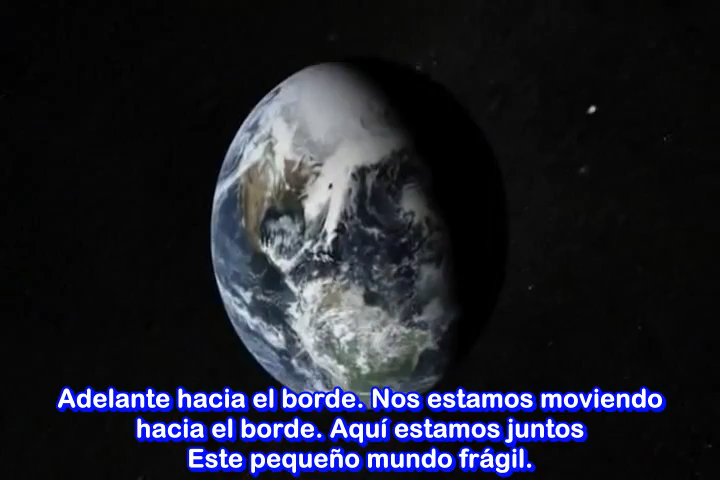 Adelante hacia el borde. Nos estamos moviendo
hacia el borde. Aquí estamos juntos
Este pequeño mundo frágil.